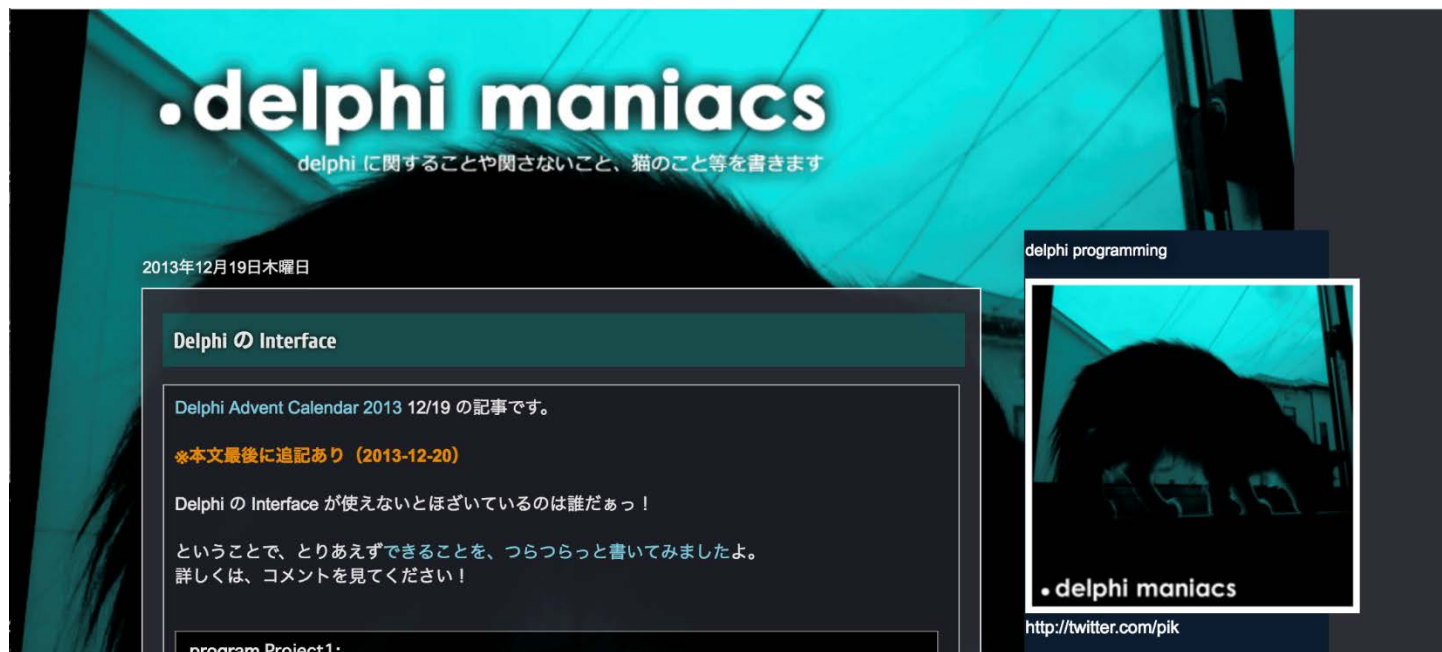 .delphi maniacs
delphi に関することや関さないこと、猫のこと等を書きます
2013年12月19日木曜日
Delphi の Interface
Delphi Advent Calendar 2013 12/19 の記事です。
※本文最後に追記あり（2013-12-20）
Delphi の Interface が使えないとほざいているのは誰だぁっ！
ということで、とりあえずできることを、つらつらっと書いてみましたよ。
詳しくは、コメントを見てください！
program Project1;
delphi programming
.delphi maniacs
http://twitter.com/pik